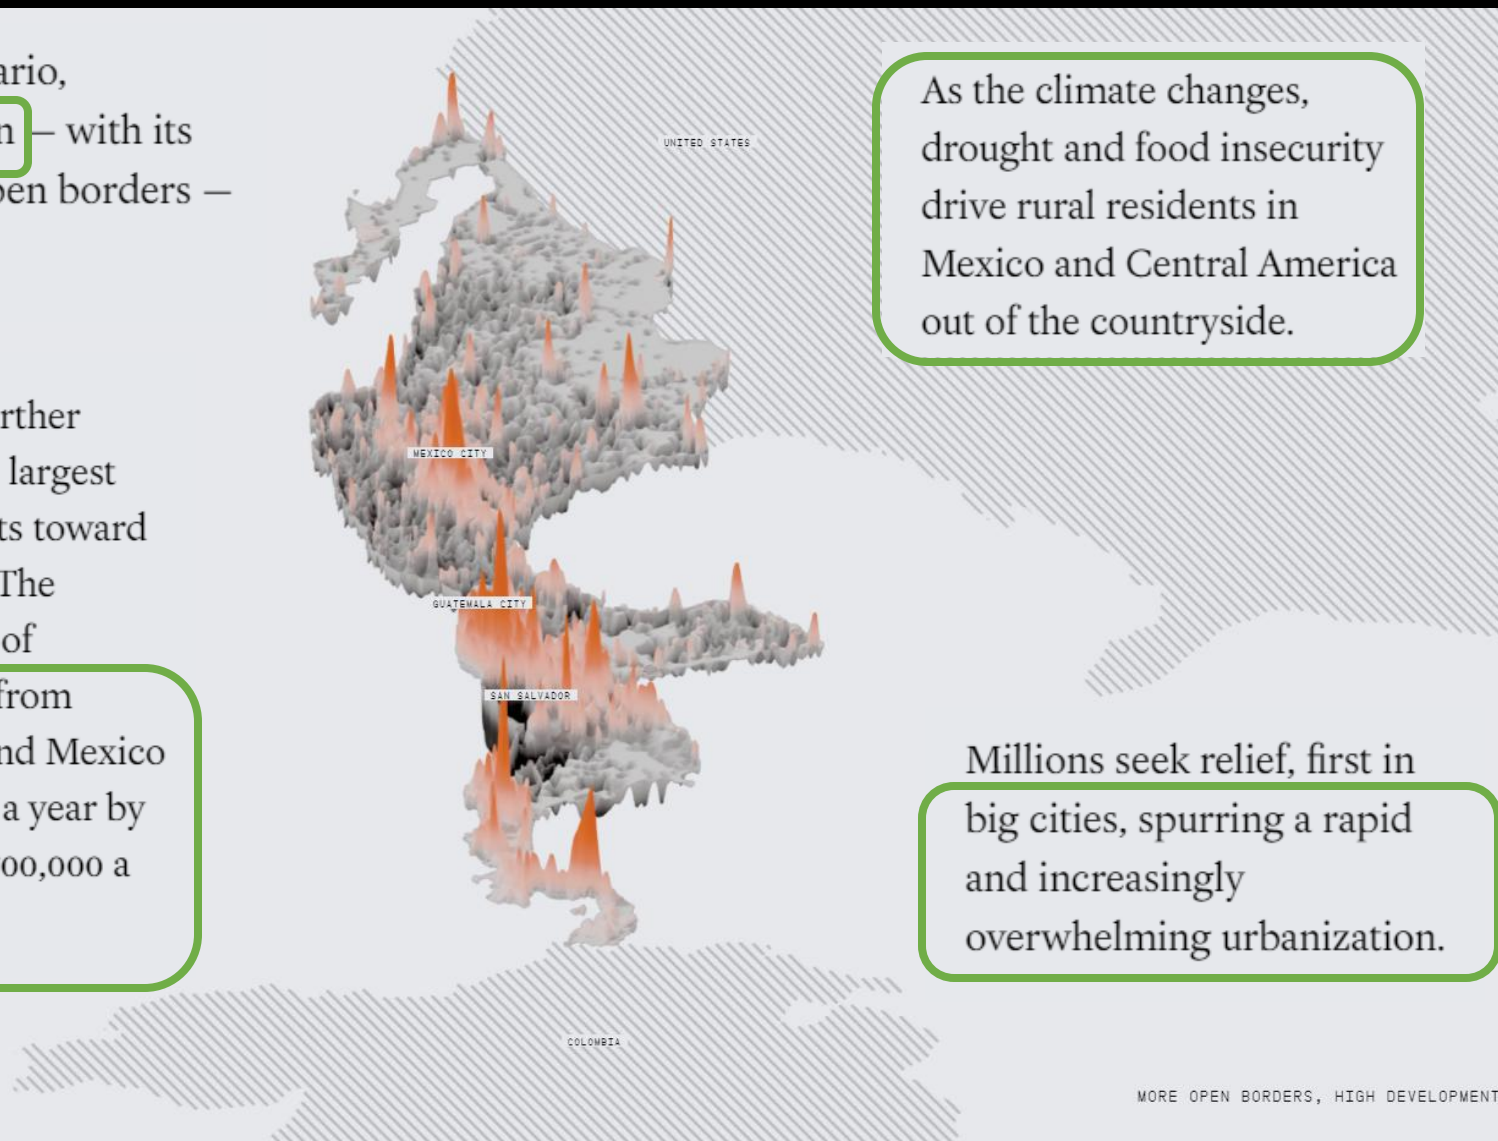 ario,
n — with its
pen borders —
rther
largest
ts toward
The
of
from
nd Mexico
a year by
00,000 a
UNITED STATES
MEXICO CITY
GUATEMALA CITY
SAN SALVADOR
COLOMBIA
As the climate changes,
drought and food insecurity
drive rural residents in
Mexico and Central America
out of the countryside.
Millions seek relief, first in
big cities, spurring a rapid
and increasingly
overwhelming urbanization.
MORE OPEN BORDERS, HIGH DEVELOPMENT